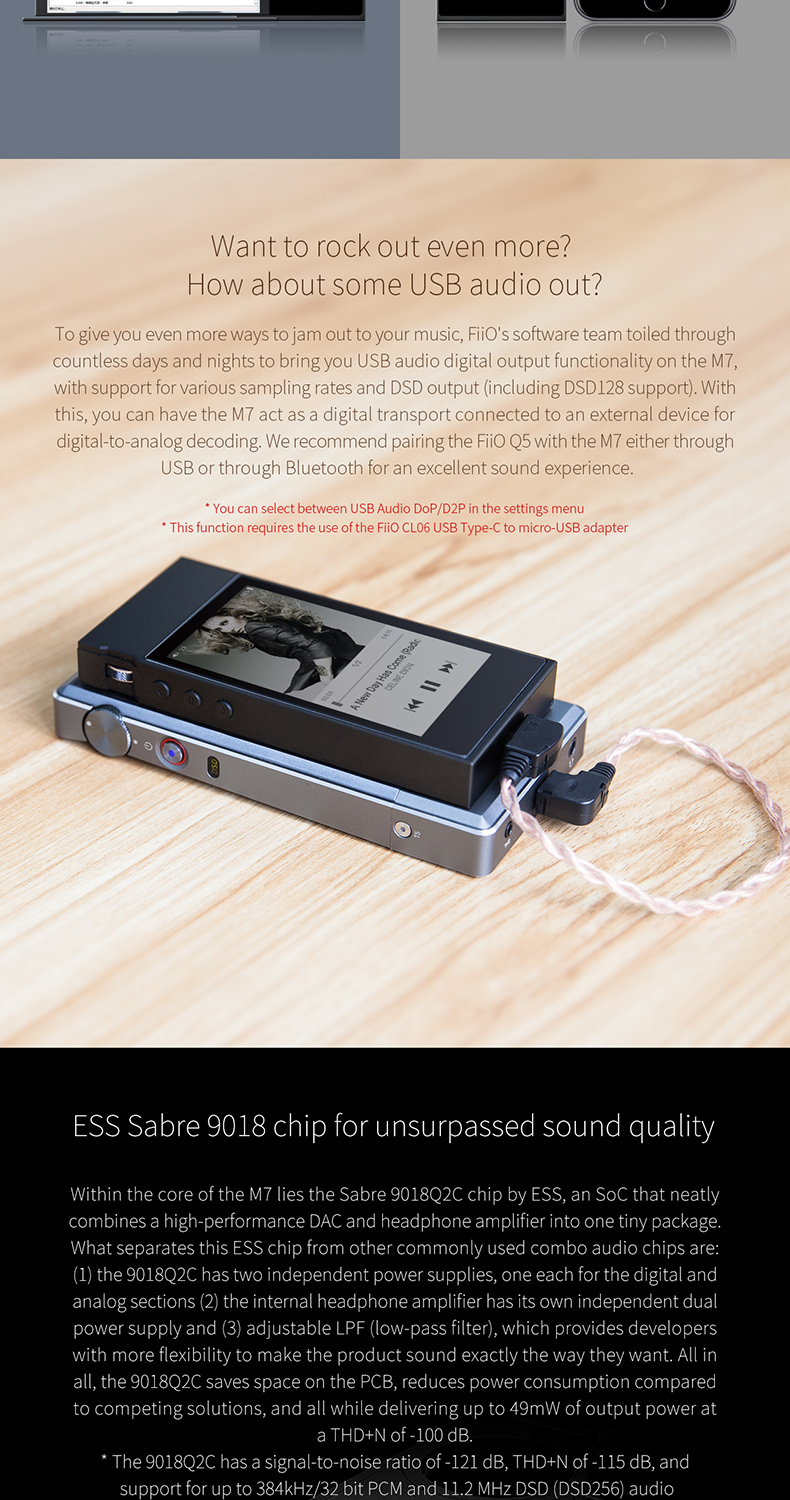 Want to rock out even more?
How about some USB audio out?
To give you even more ways to jam out to your music, FiiO's software team toiled through
countless days and nights to bring you USB audio digital output functionality on the M7,
with support for various sampling rates and DSD output (including DSD128 support). With
this, you can have the M7 act as a digital transport connected to an external device for
digital-to-analog decoding. We recommend pairing the FiiO Q5 with the M7 either through
USB or through Bluetooth for an excellent sound experience.
* You can select between USB Audio DoP/D2P in the settings menu
* This function requires the use of the FiiO CL06 USB Type-C to micro-USB adapter
1/2
A New Day Has Come (Radio
CELINE DION
DSD
ESS Sabre 9018 chip for unsurpassed sound quality
Within the core of the M7 lies the Sabre 9018Q2C chip by ESS, an SoC that neatly
combines a high-performance DAC and headphone amplifier into one tiny package.
What separates this ESS chip from other commonly used combo audio chips are:
(1) the 9018Q2C has two independent power supplies, one each for the digital and
analog sections (2) the internal headphone amplifier has its own independent dual
power supply and (3) adjustable LPF (low-pass filter), which provides developers
with more flexibility to make the product sound exactly the way they want. All in
all, the 9018Q2C saves space on the PCB, reduces power consumption compared
to competing solutions, and all while delivering up to 49mW of output power at
a THD+N of -100 dB.
* The 9018Q2C has a signal-to-noise ratio of -121 dB, THD+N of -115 dB, and
support for up to 384kHz/32 bit PCM and 11.2 MHz DSD (DSD256) audio